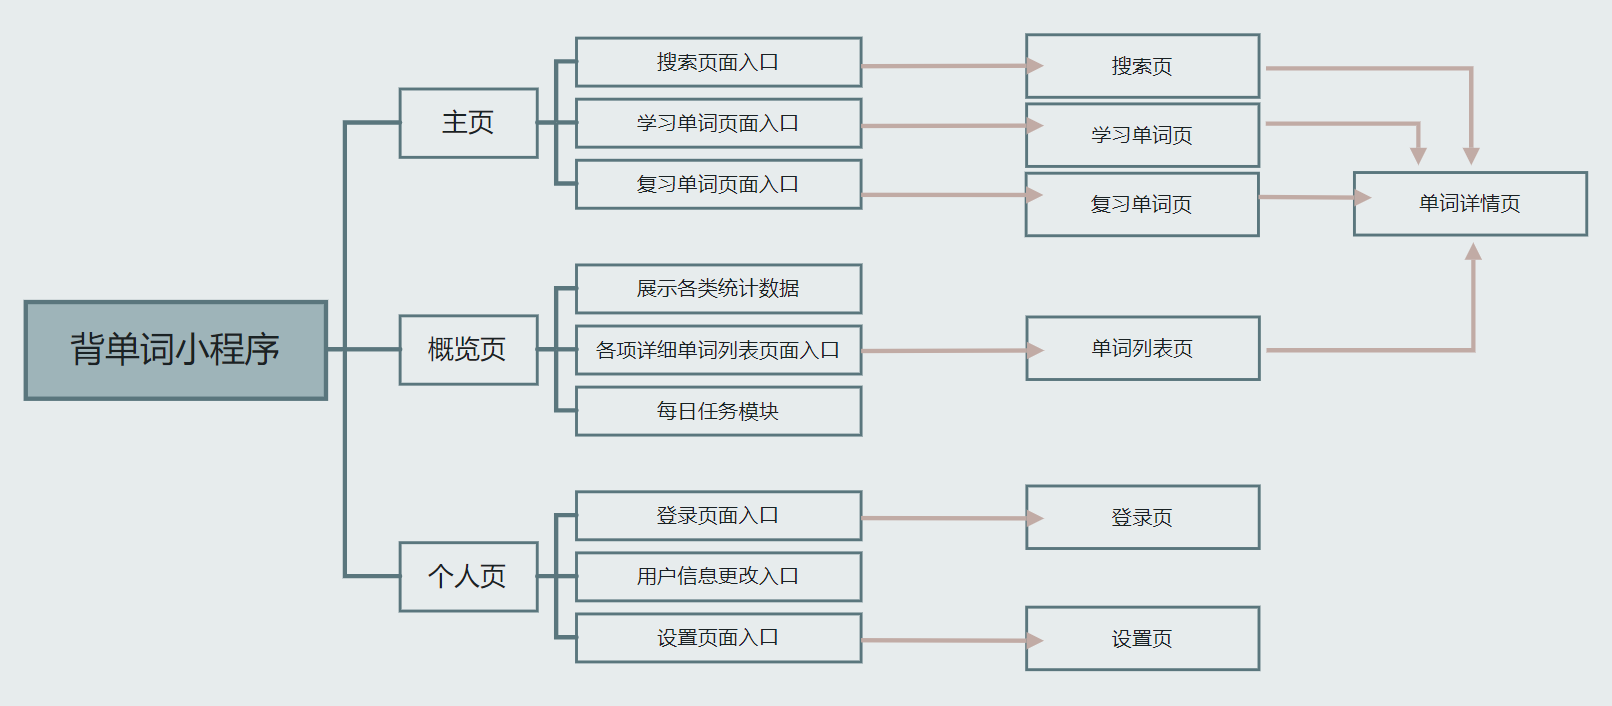 背单词小程序
主页
搜索页面入口
学习单词页面入口
复习单词页面入口
搜索页
学习单词页
复习单词页
单词详情页
概览页
展示各类统计数据
各项详细单词列表页面入口
每日任务模块
单词列表页
个人页
登录页面入口
用户信息更改入口
设置页面入口
登录页
设置页